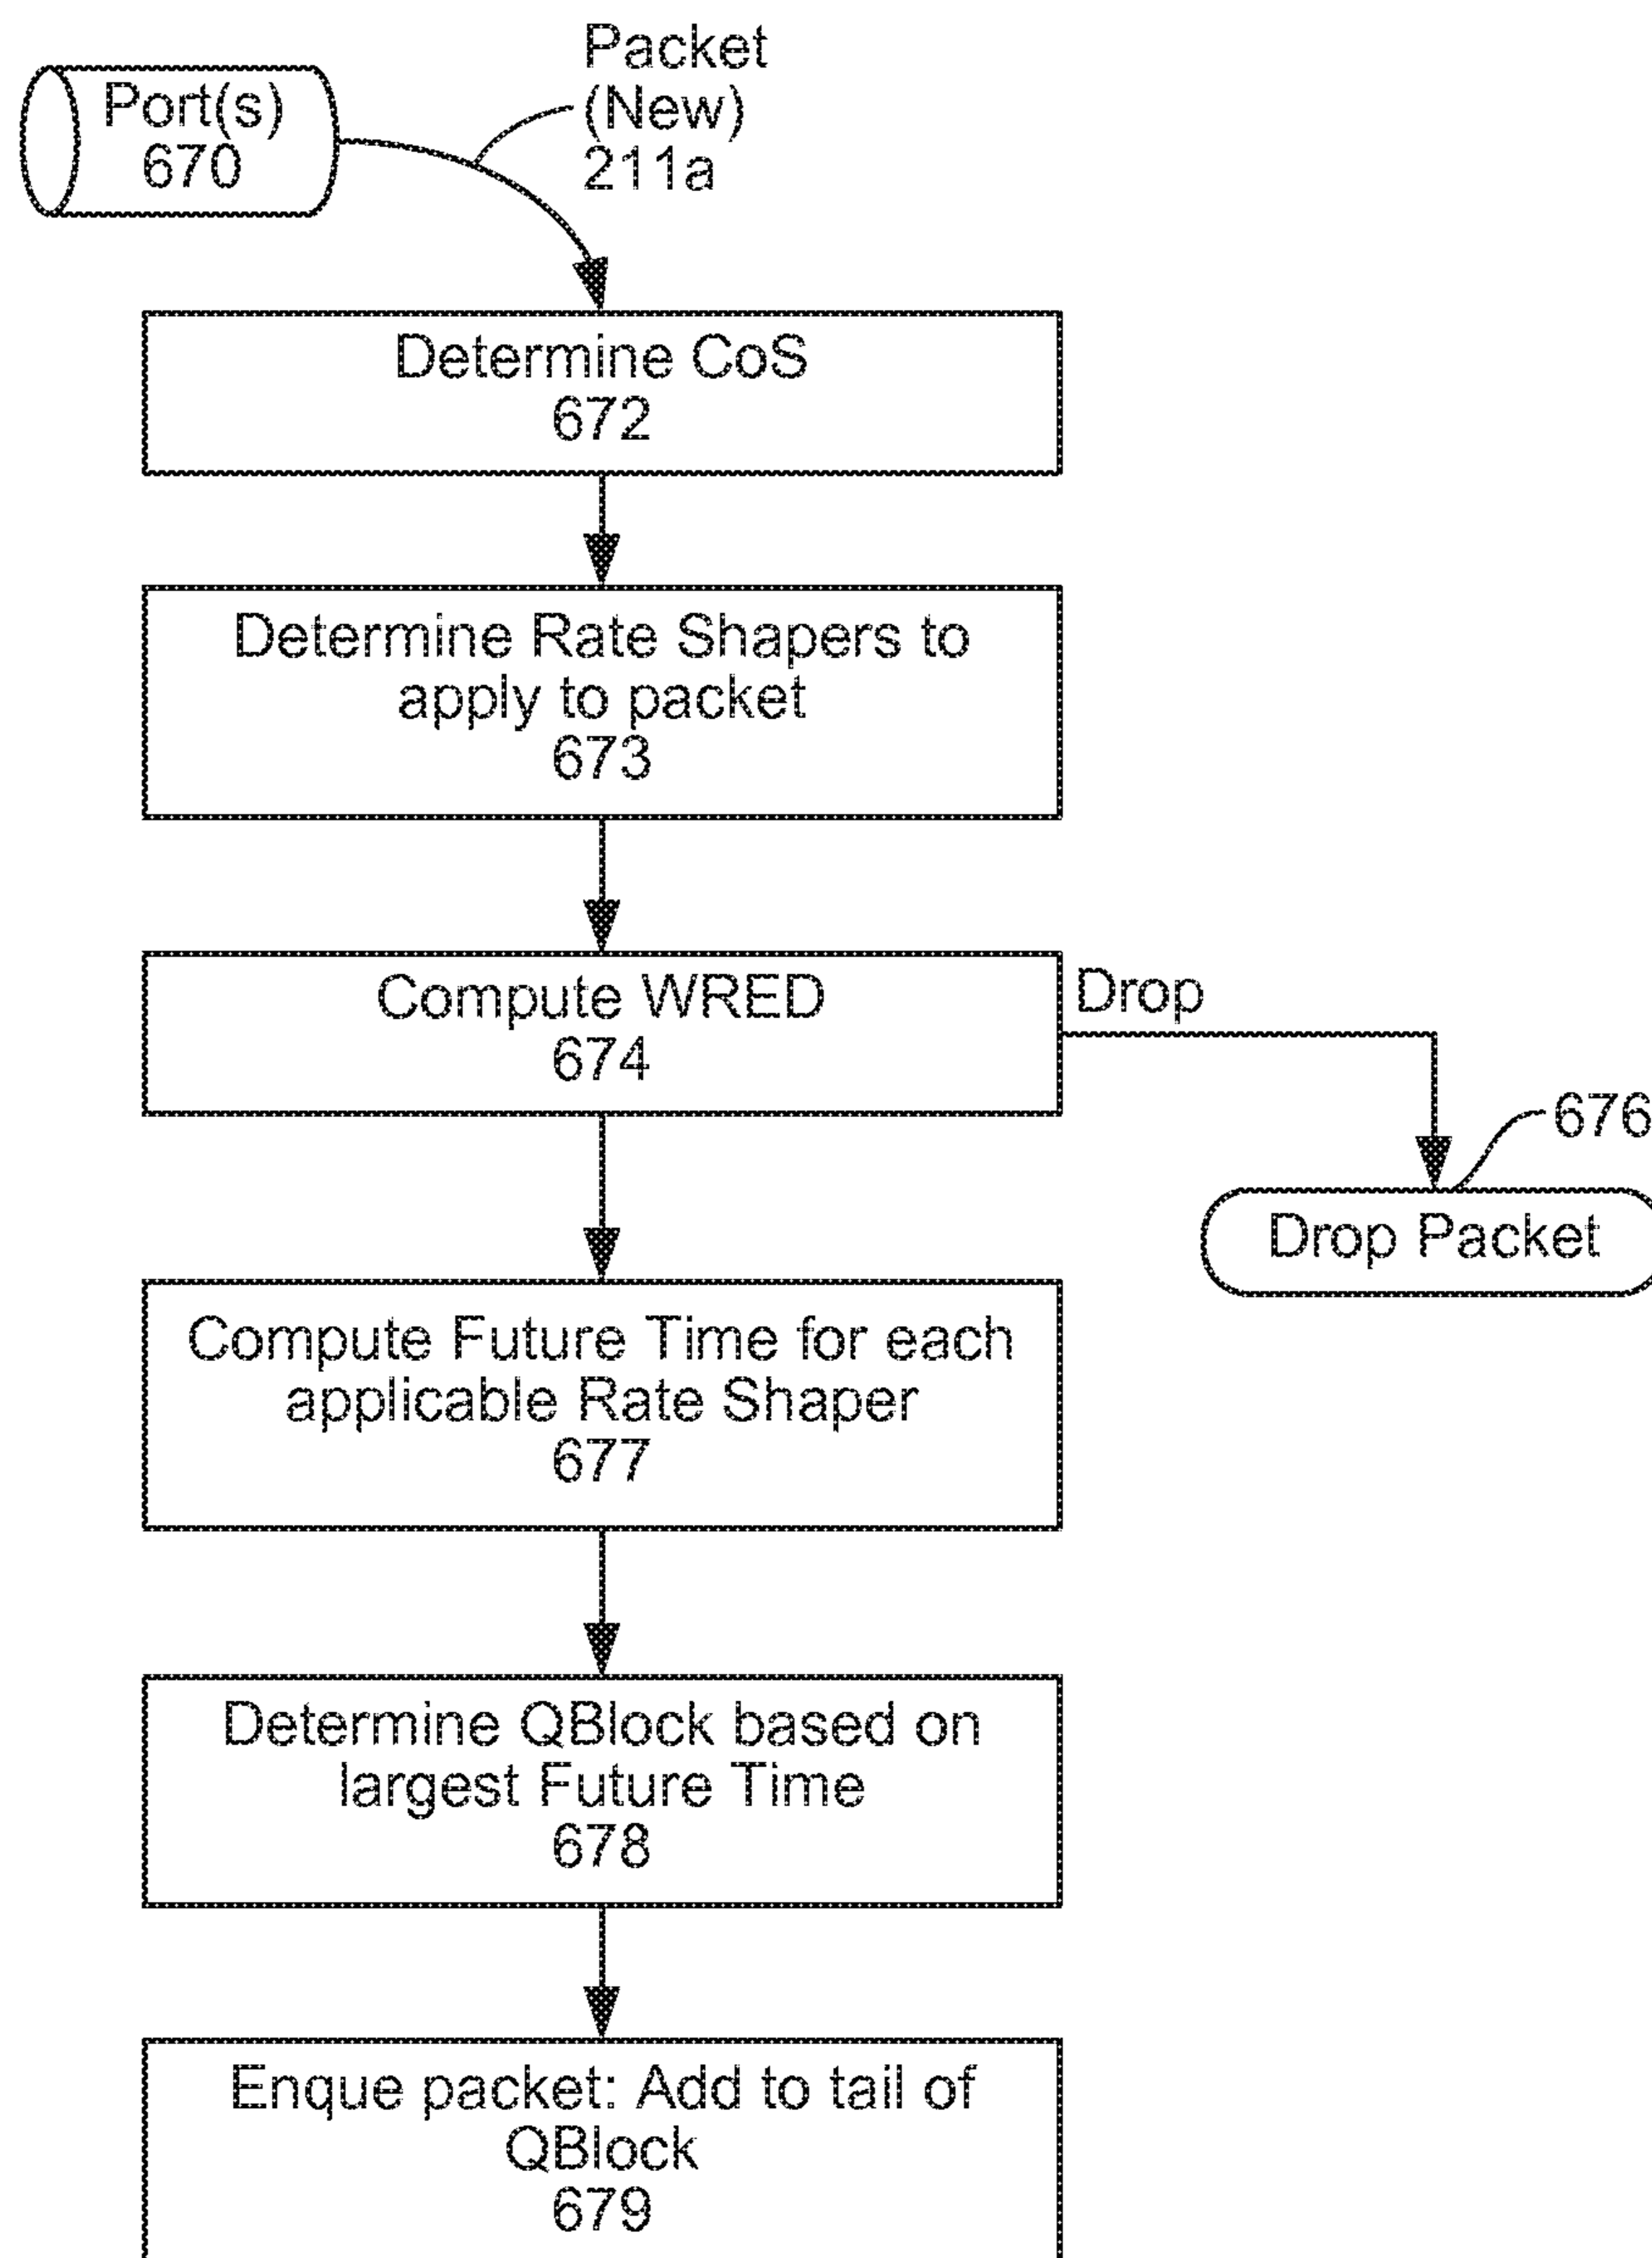 Port(s)
670
Packet
(New)
211a
Determine CoS
672
Determine Rate Shapers to
apply to packet
673
Compute WRED
674
Drop
676
Drop Packet
Compute Future Time for each
applicable Rate Shaper
677
Determine QBlock based on
largest Future Time
678
Enque packet: Add to tail of
QBlock
679